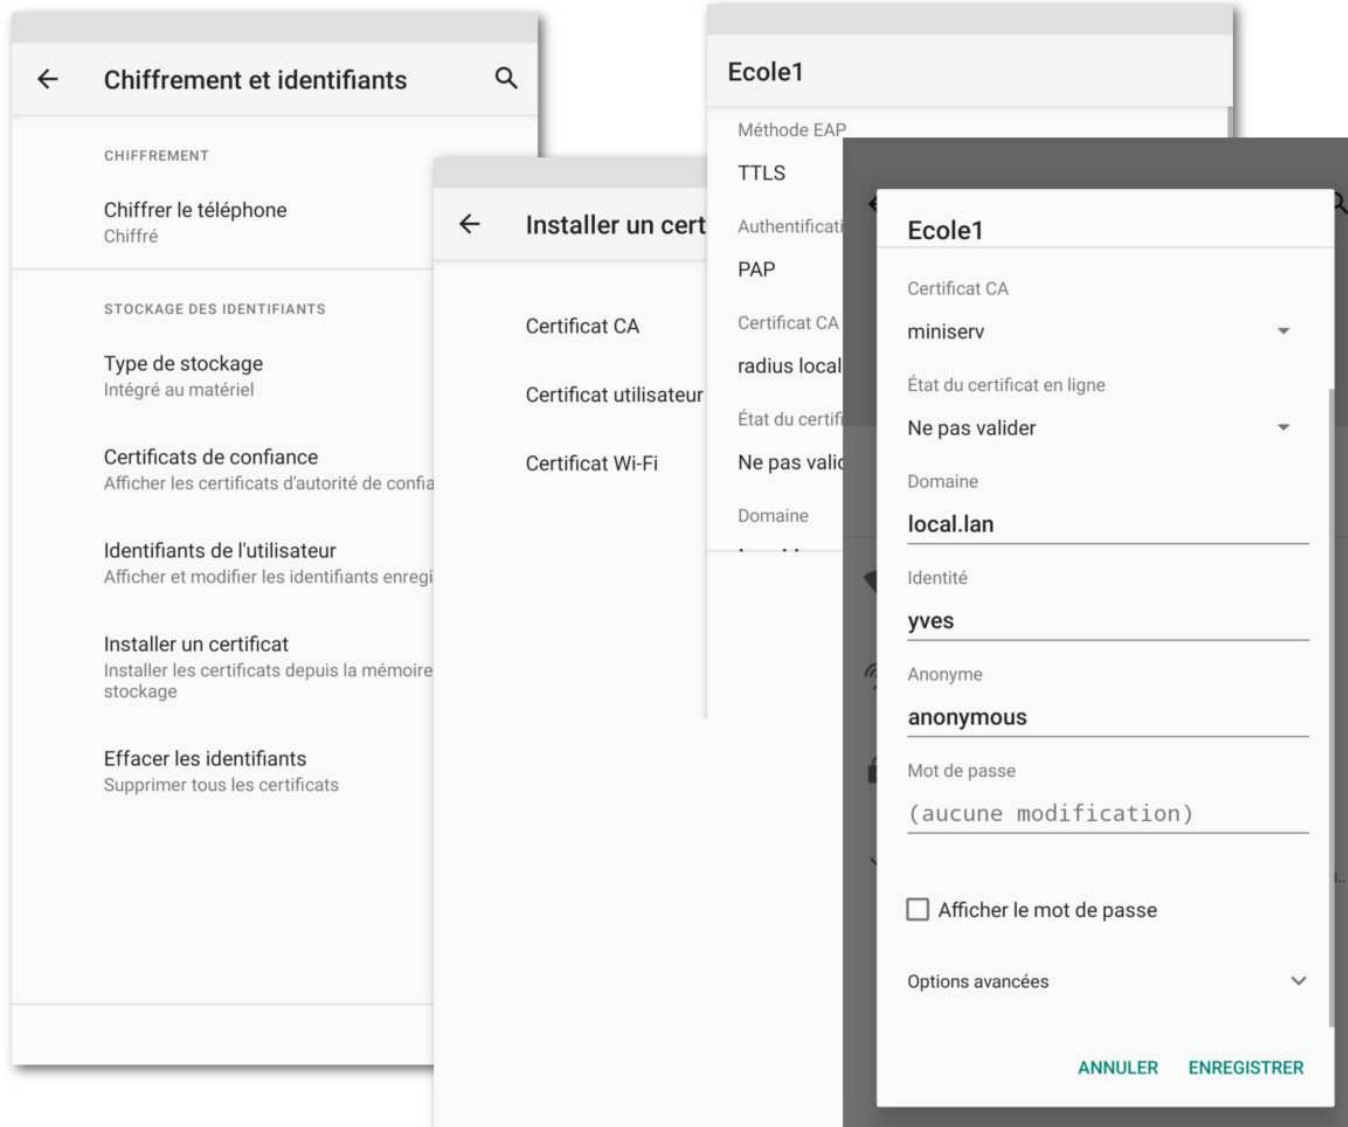 Chiffrement et identifiants
CHIFFREMENT
Chiffrer le téléphone
Chiffré
STOCKAGE DES IDENTIFIANTS
Type de stockage
Intégré au matériel
Certificats de confiance
Afficher les certificats d'autorité de confia
Identifiants de l'utilisateur
Afficher et modifier les identifiants enregi
Installer un certificat
Installer les certificats depuis la mémoire
stockage
Effacer les identifiants
Supprimer tous les certificats
Installer un cert
Certificat CA
Certificat utilisateur
Certificat Wi-Fi
Ecole1
Méthode EAP
TTLS
Authentificati
PAP
Certificat CA
radius local
État du certifi
Ne pas valid
Domaine
Ecole1
Certificat CA
miniserv
État du certificat en ligne
Ne pas valider
Domaine
local.lan
Identité
yves
Anonyme
anonymous
Mot de passe
(aucune modification)
Afficher le mot de passe
Options avancées
ANNULER ENREGISTRER